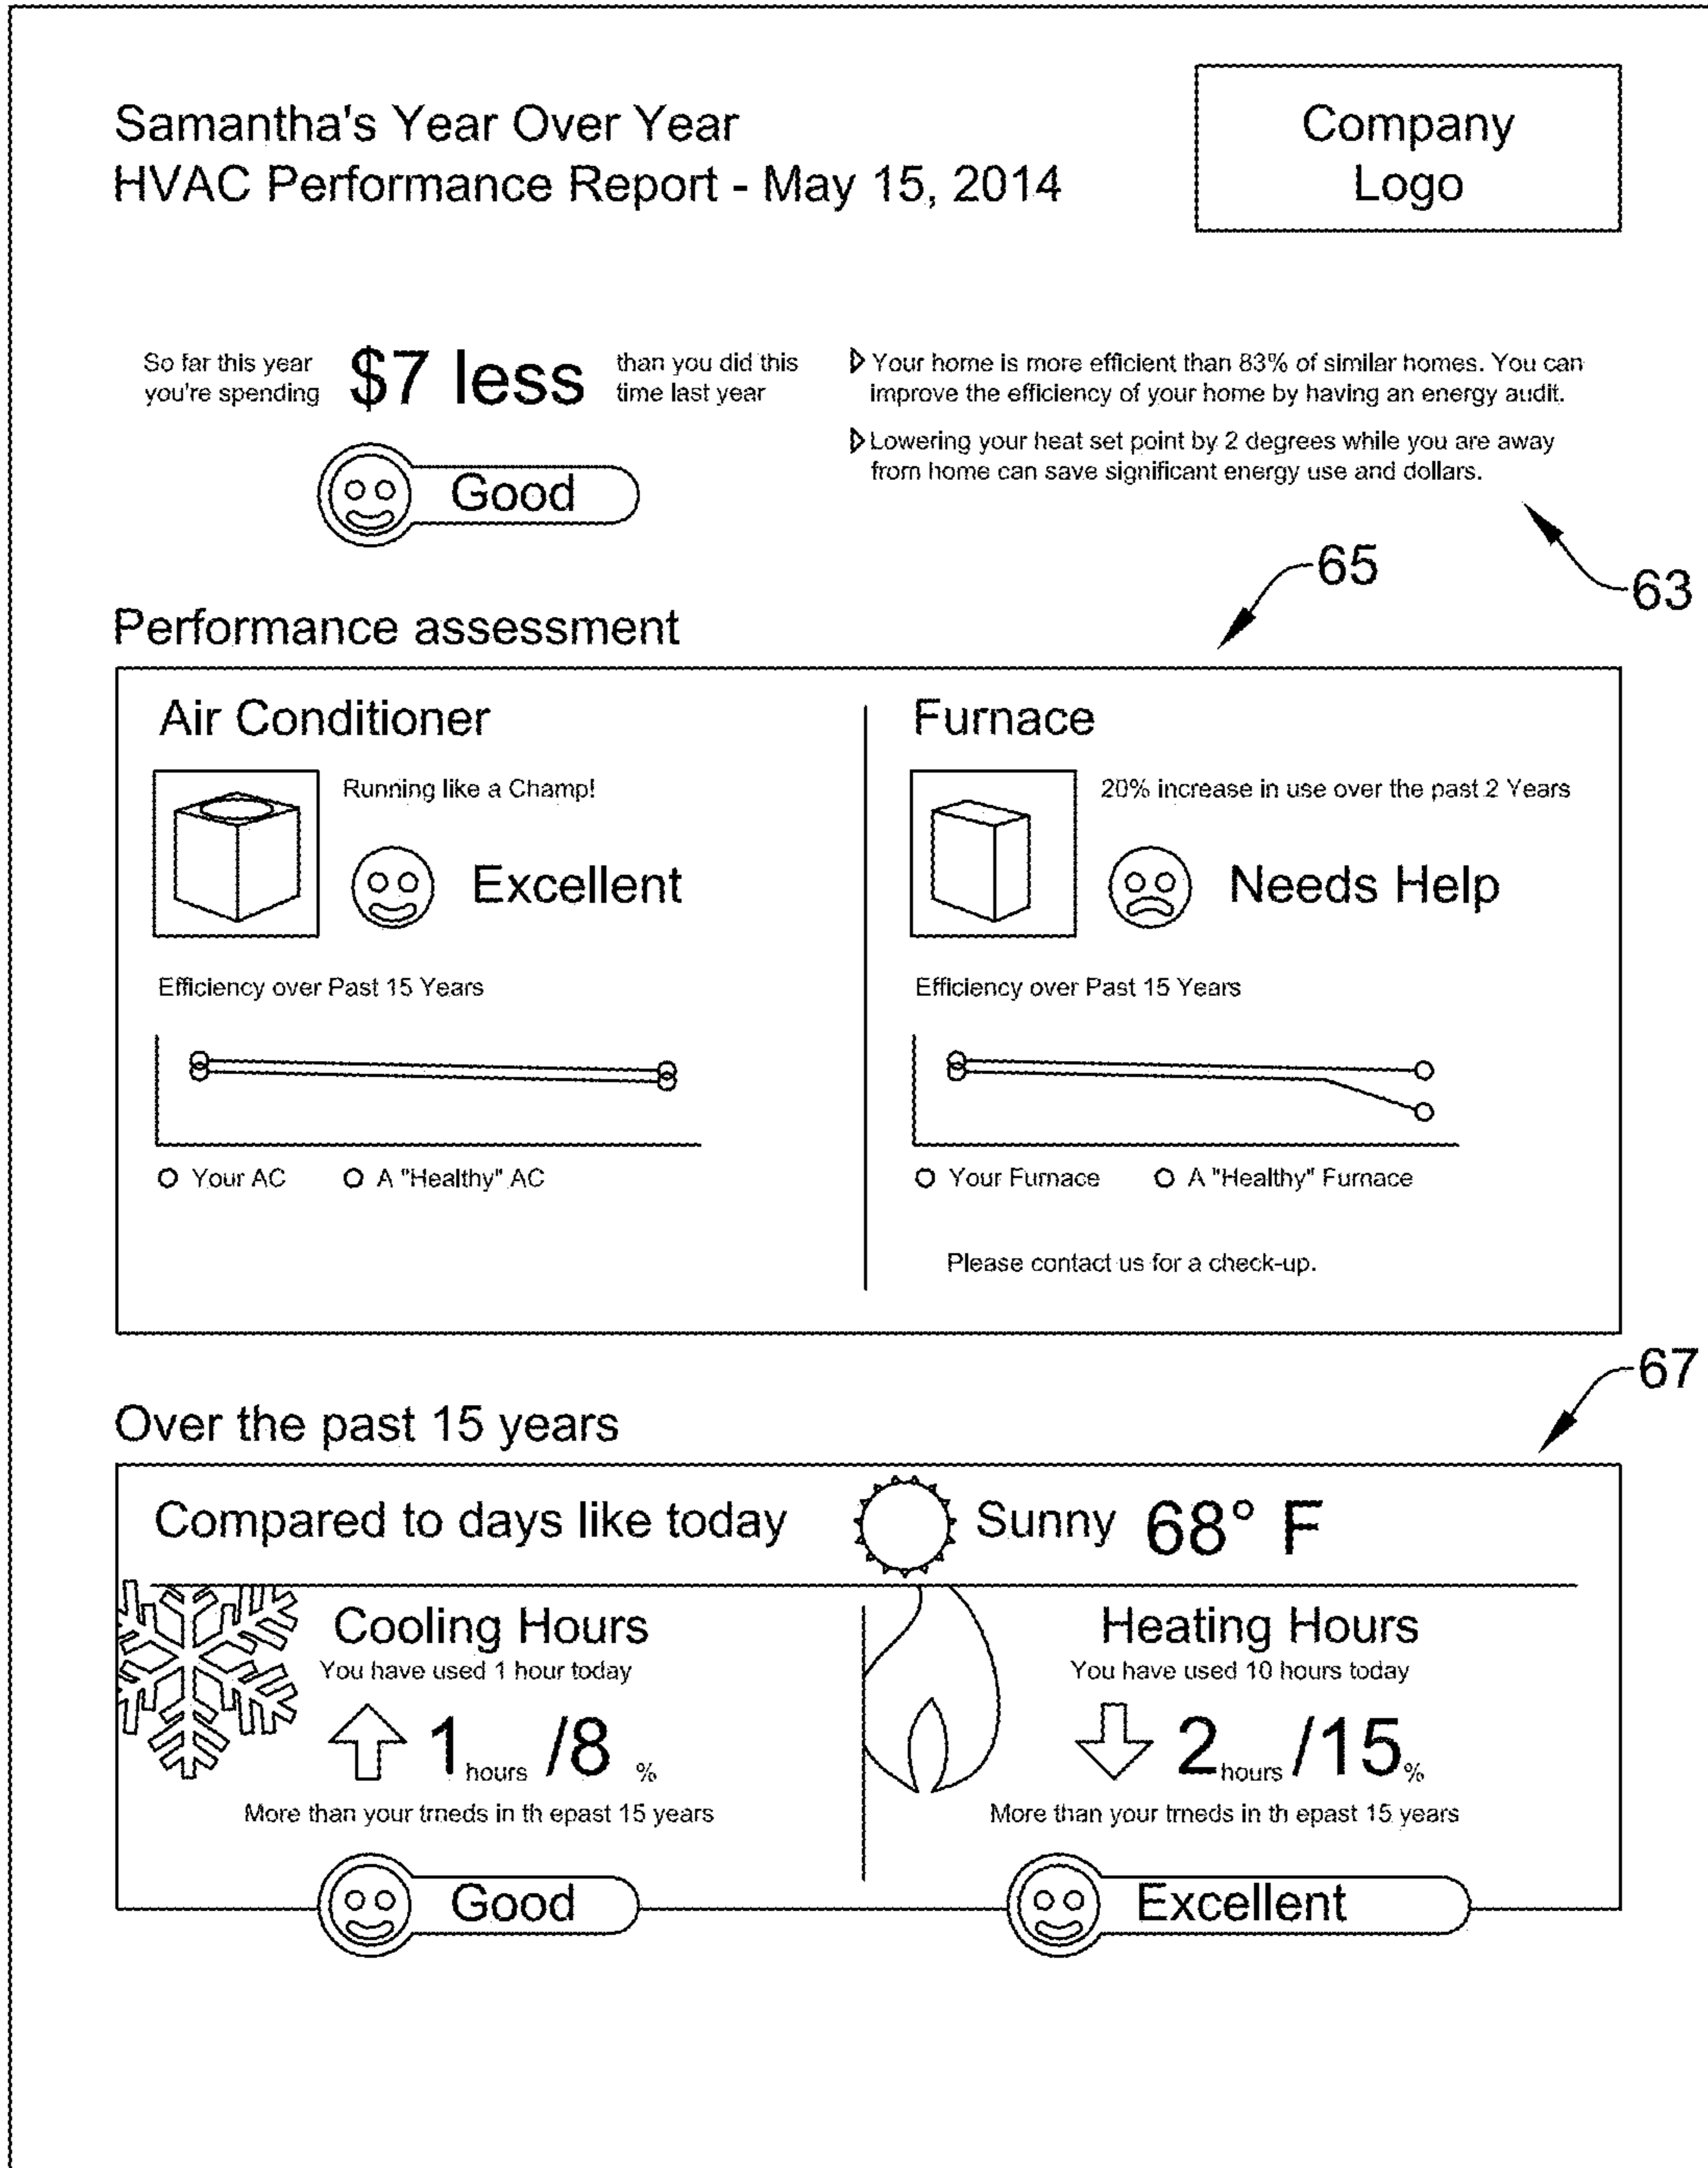 Samantha's Year Over Year
HVAC Performance Report - May 15, 2014
Company
Logo
So far this year
you're spending
$7 less
than you did this
time last year
Good
Your home is more efficient than 83% of similar homes. You can
improve the efficiency of your home by having an energy audit.
Lowering your heat set point by 2 degrees while you are away
from home can save significant energy use and dollars.
63
65
Performance assessment
Air Conditioner
Running like a Champ!
Excellent
Efficiency over Past 15 Years
Your AC
A "Healthy" AC
Furnace
20% increase in use over the past 2 Years
Needs Help
Efficiency over Past 15 Years
Your Furnace
A "Healthy" Furnace
Please contact us for a check-up.
67
Over the past 15 years
Compared to days like today
Sunny 68° F
Cooling Hours
You have used 1 hour today
1 hours /8 %
More than your trneds in th epast 15 years
Good
Heating Hours
You have used 10 hours today
2 hours /15 %
More than your trneds in th epast 15 years
Excellent